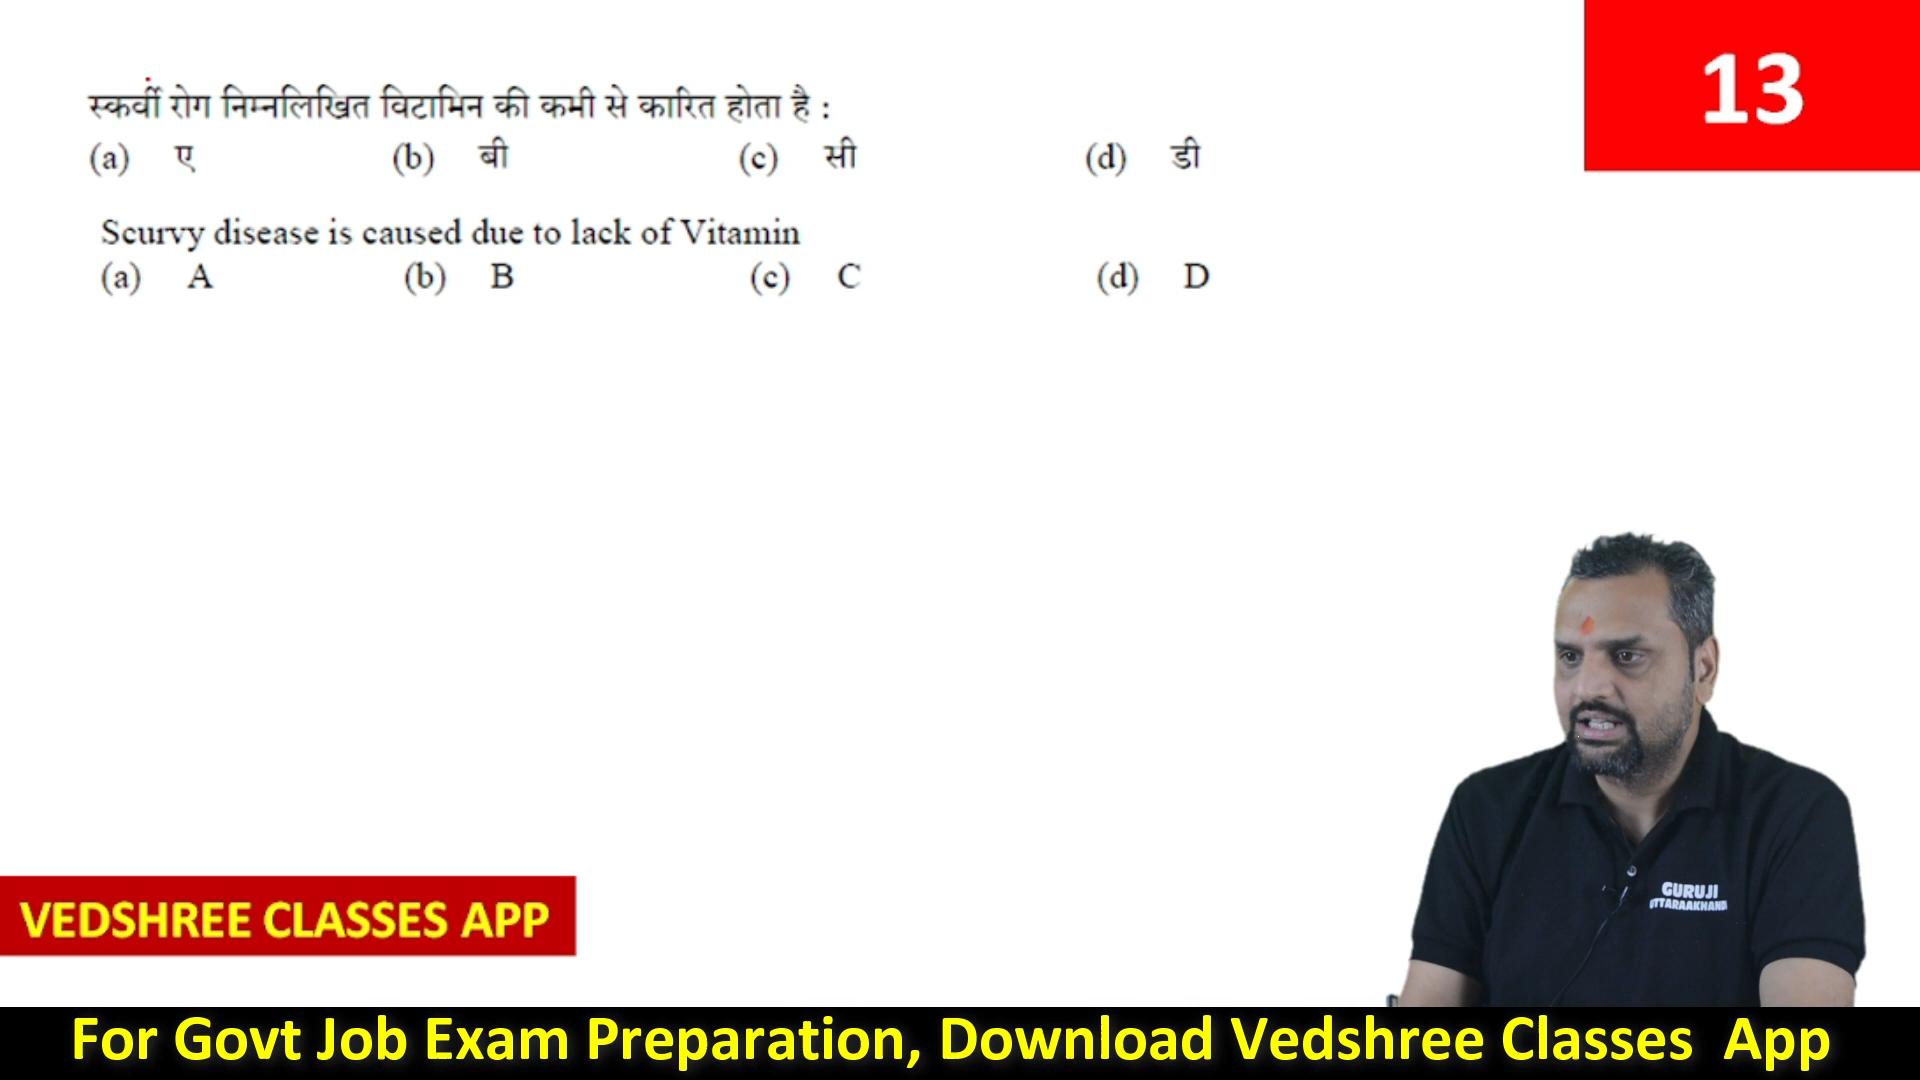 स्कर्वी रोग निम्नलिखित विटामिन की कमी से कारित होता है :
(a) ए (b) बी (c) सी (d) डी
Scurvy disease is caused due to lack of Vitamin
(a) A (b) B (c) C (d) D
13
GURUJI
UTTARAAKHAND
VEDSHREE CLASSES APP
For Govt Job Exam Preparation, Download Vedshree Classes App